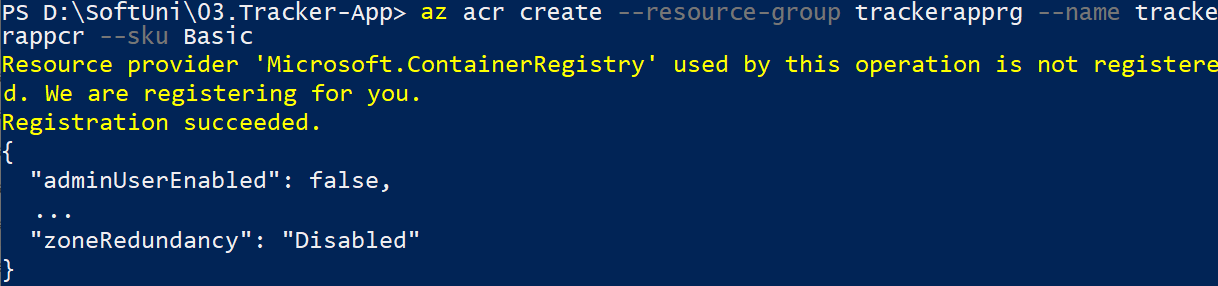 PS D:\SoftUni\03.Tracker-App> az acr create --resource-group trackerapprg --name tracke
rappcr --sku Basic
Resource provider 'Microsoft.ContainerRegistry' used by this operation is not registere
d. We are registering for you.
Registration succeeded.
{
  "adminUserEnabled": false,
  ...
  "zoneRedundancy": "Disabled"
}